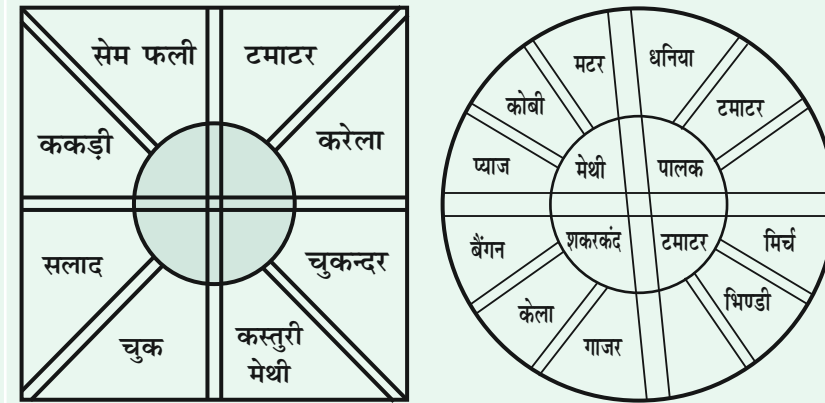 सेम फली
टमाटर
ककड़ी
करेला
सलाद
चुकन्दर
चुक
कस्तुरी
मेथी
मटर
धनिया
कोबी
टमाटर
प्याज
मेथी
पालक
बैंगन
शकरकंद
टमाटर
मिर्च
केला
भिण्डी
गाजर